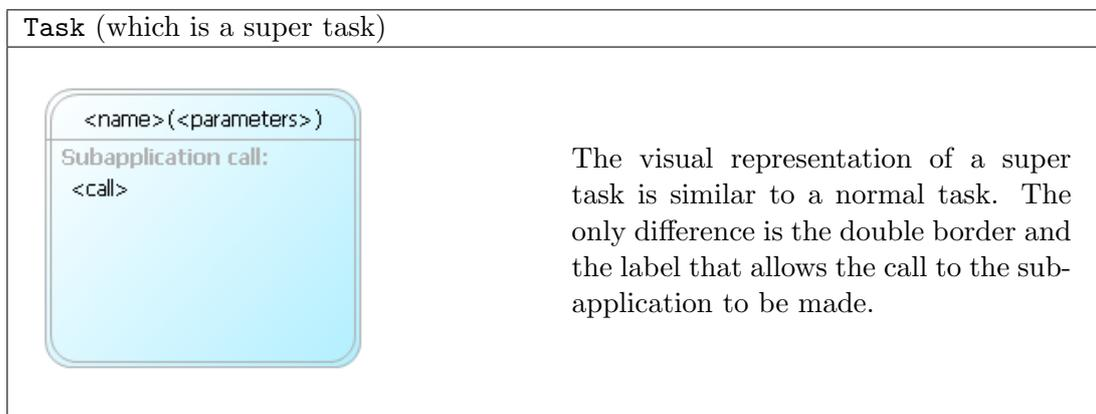 Task (which is a super task)
<name>(<parameters>)
Subapplication call:
<call>
The visual representation of a super
task is similar to a normal task. The
only difference is the double border and
the label that allows the call to the sub-
application to be made.